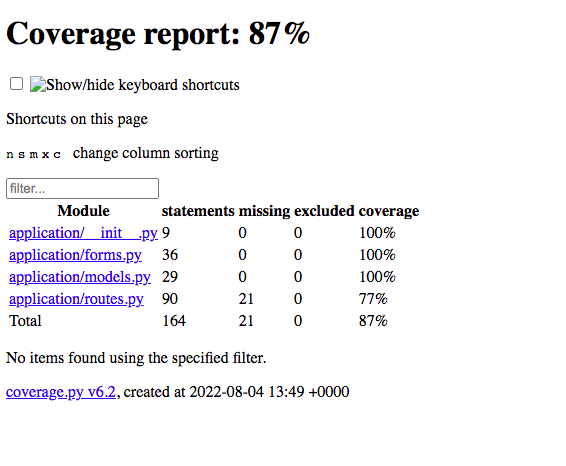 Coverage report: 87%
Show/hide keyboard shortcuts
Shortcuts on this page
n s m x c change column sorting
filter...
Module statements missing excluded coverage
application/__init__.py 9 0 0 100%
application/forms.py 36 0 0 100%
application/models.py 29 0 0 100%
application/routes.py 90 21 0 77%
Total 164 21 0 87%
No items found using the specified filter.
coverage.py v6.2, created at 2022-08-04 13:49 +0000